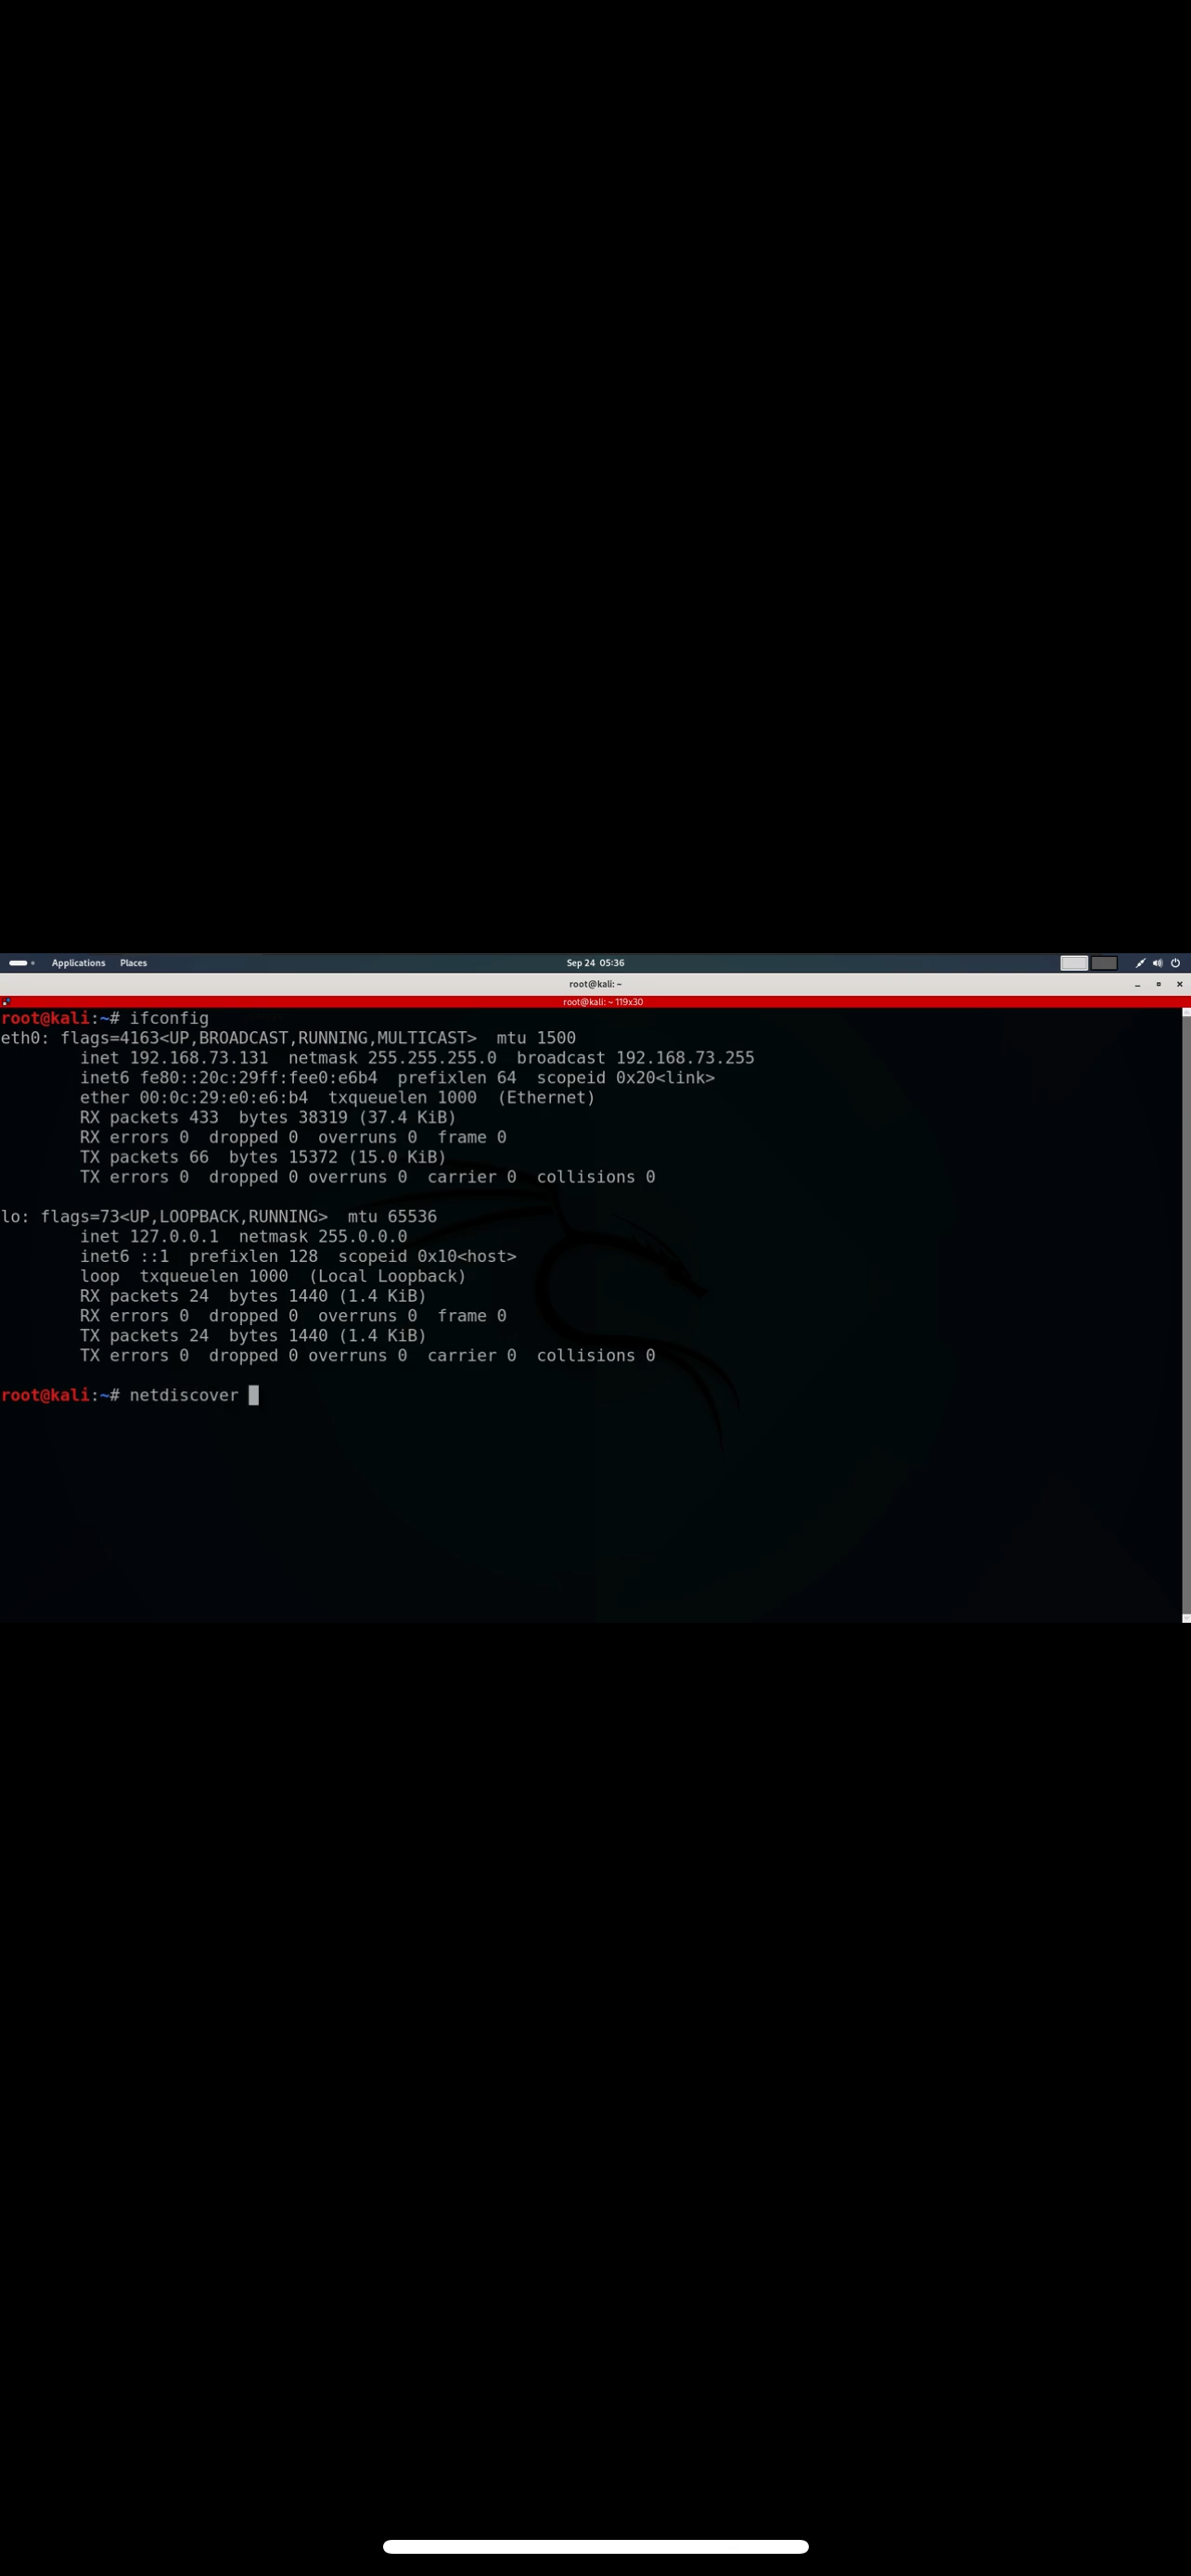 Applications Places Sep 24 05:36
root@kali: ~
root@kali: ~ 119x30
root@kali:~# ifconfig
eth0: flags=4163<UP,BROADCAST,RUNNING,MULTICAST>  mtu 1500
        inet 192.168.73.131  netmask 255.255.255.0  broadcast 192.168.73.255
        inet6 fe80::20c:29ff:fee0:e6b4  prefixlen 64  scopeid 0x20<link>
        ether 00:0c:29:e0:e6:b4  txqueuelen 1000  (Ethernet)
        RX packets 433  bytes 38319 (37.4 KiB)
        RX errors 0  dropped 0  overruns 0  frame 0
        TX packets 66  bytes 15372 (15.0 KiB)
        TX errors 0  dropped 0 overruns 0  carrier 0  collisions 0
lo: flags=73<UP,LOOPBACK,RUNNING>  mtu 65536
        inet 127.0.0.1  netmask 255.0.0.0
        inet6 ::1  prefixlen 128  scopeid 0x10<host>
        loop  txqueuelen 1000  (Local Loopback)
        RX packets 24  bytes 1440 (1.4 KiB)
        RX errors 0  dropped 0  overruns 0  frame 0
        TX packets 24  bytes 1440 (1.4 KiB)
        TX errors 0  dropped 0 overruns 0  carrier 0  collisions 0
root@kali:~# netdiscover